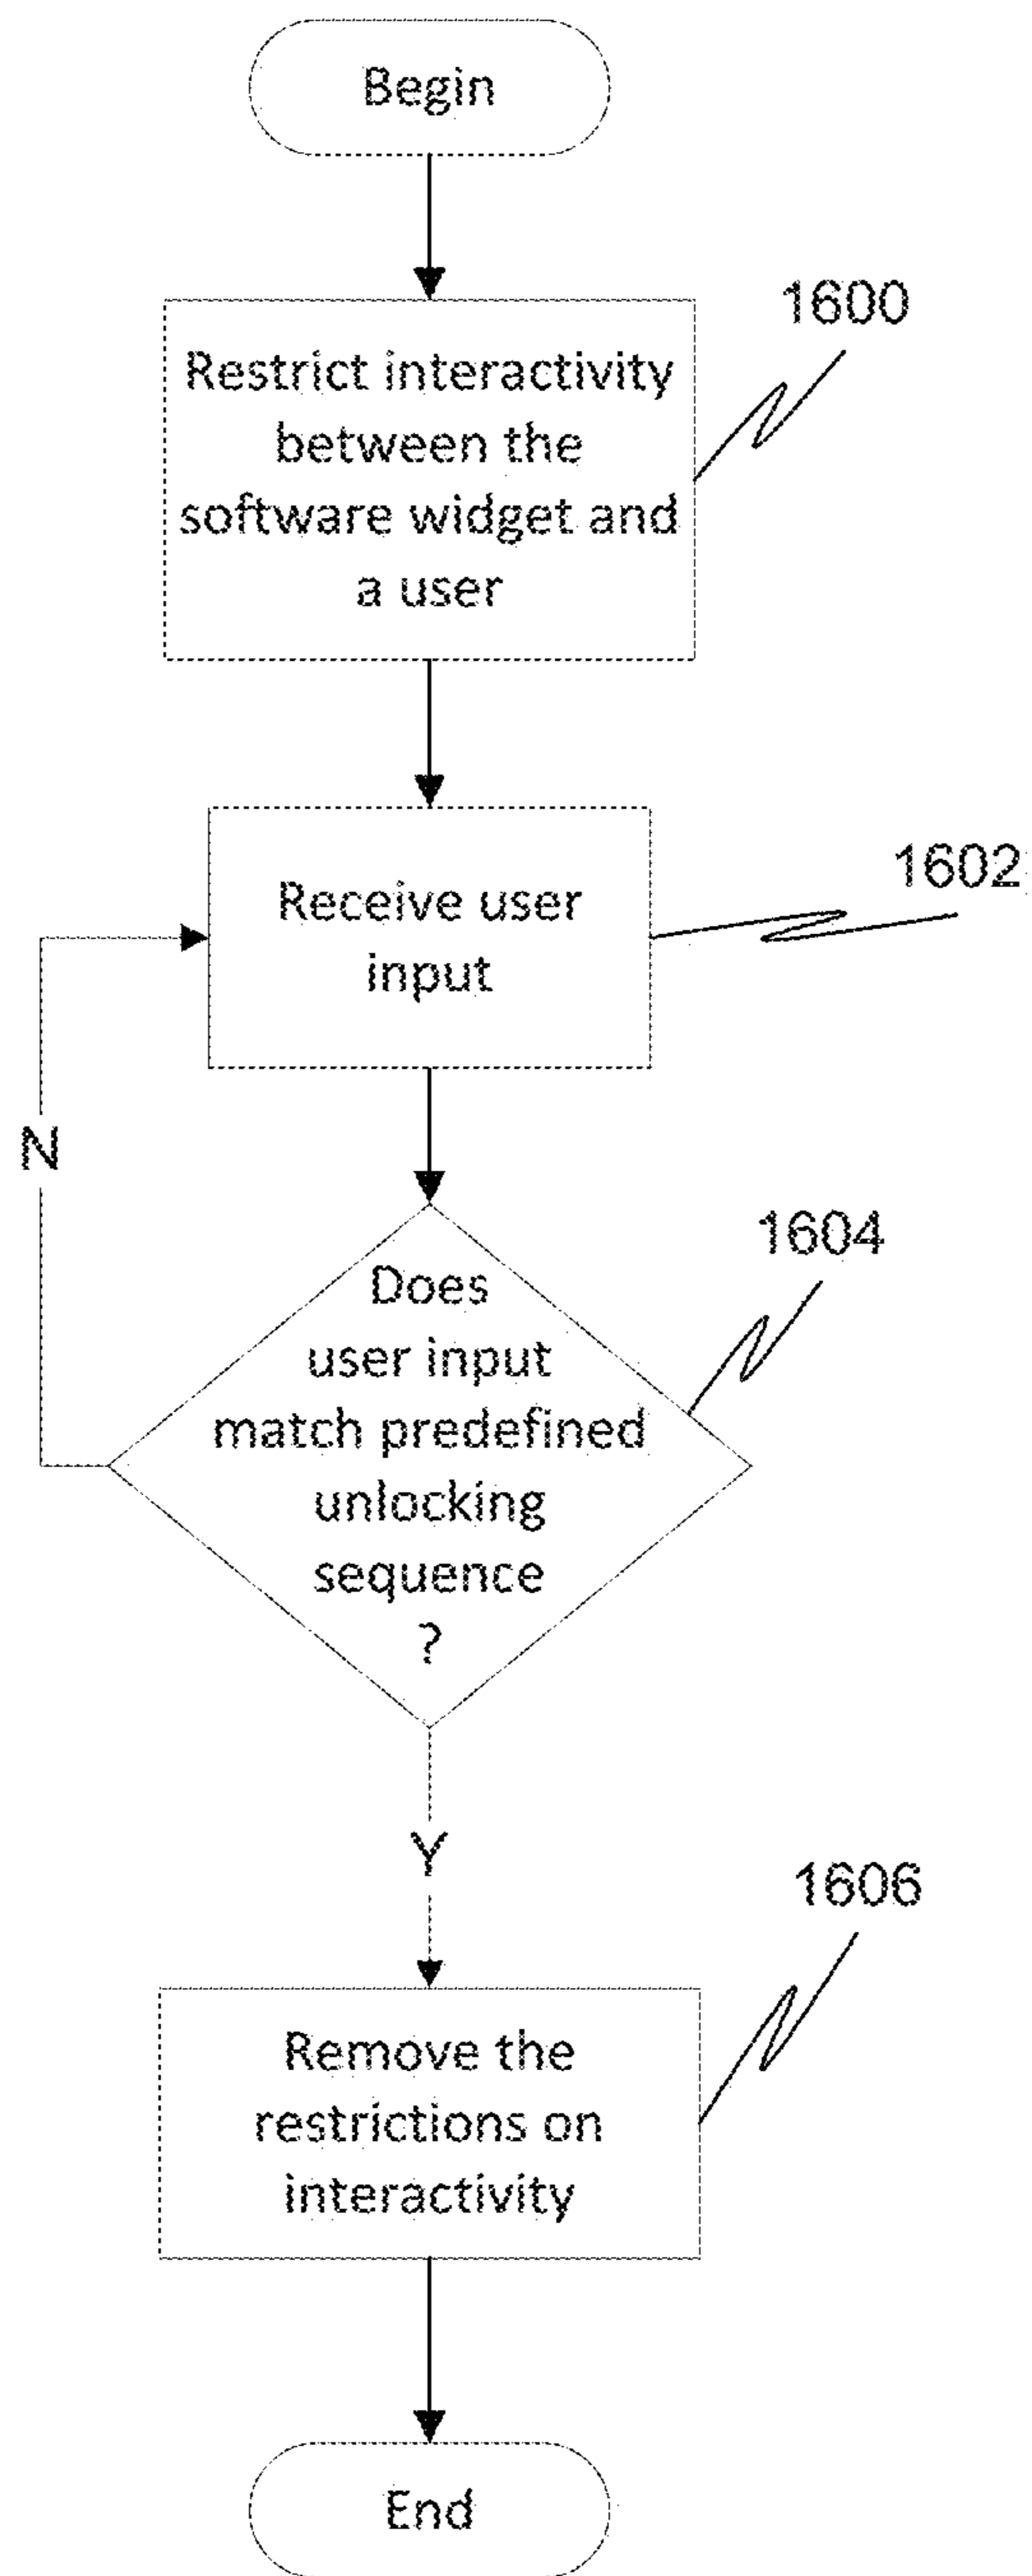 Begin
1600
Restrict interactivity
between the
software widget and
a user
1602
Receive user
input
N
1604
Does
user input
match predefined
unlocking
sequence
?
Y
1606
Remove the
restrictions on
interactivity
End